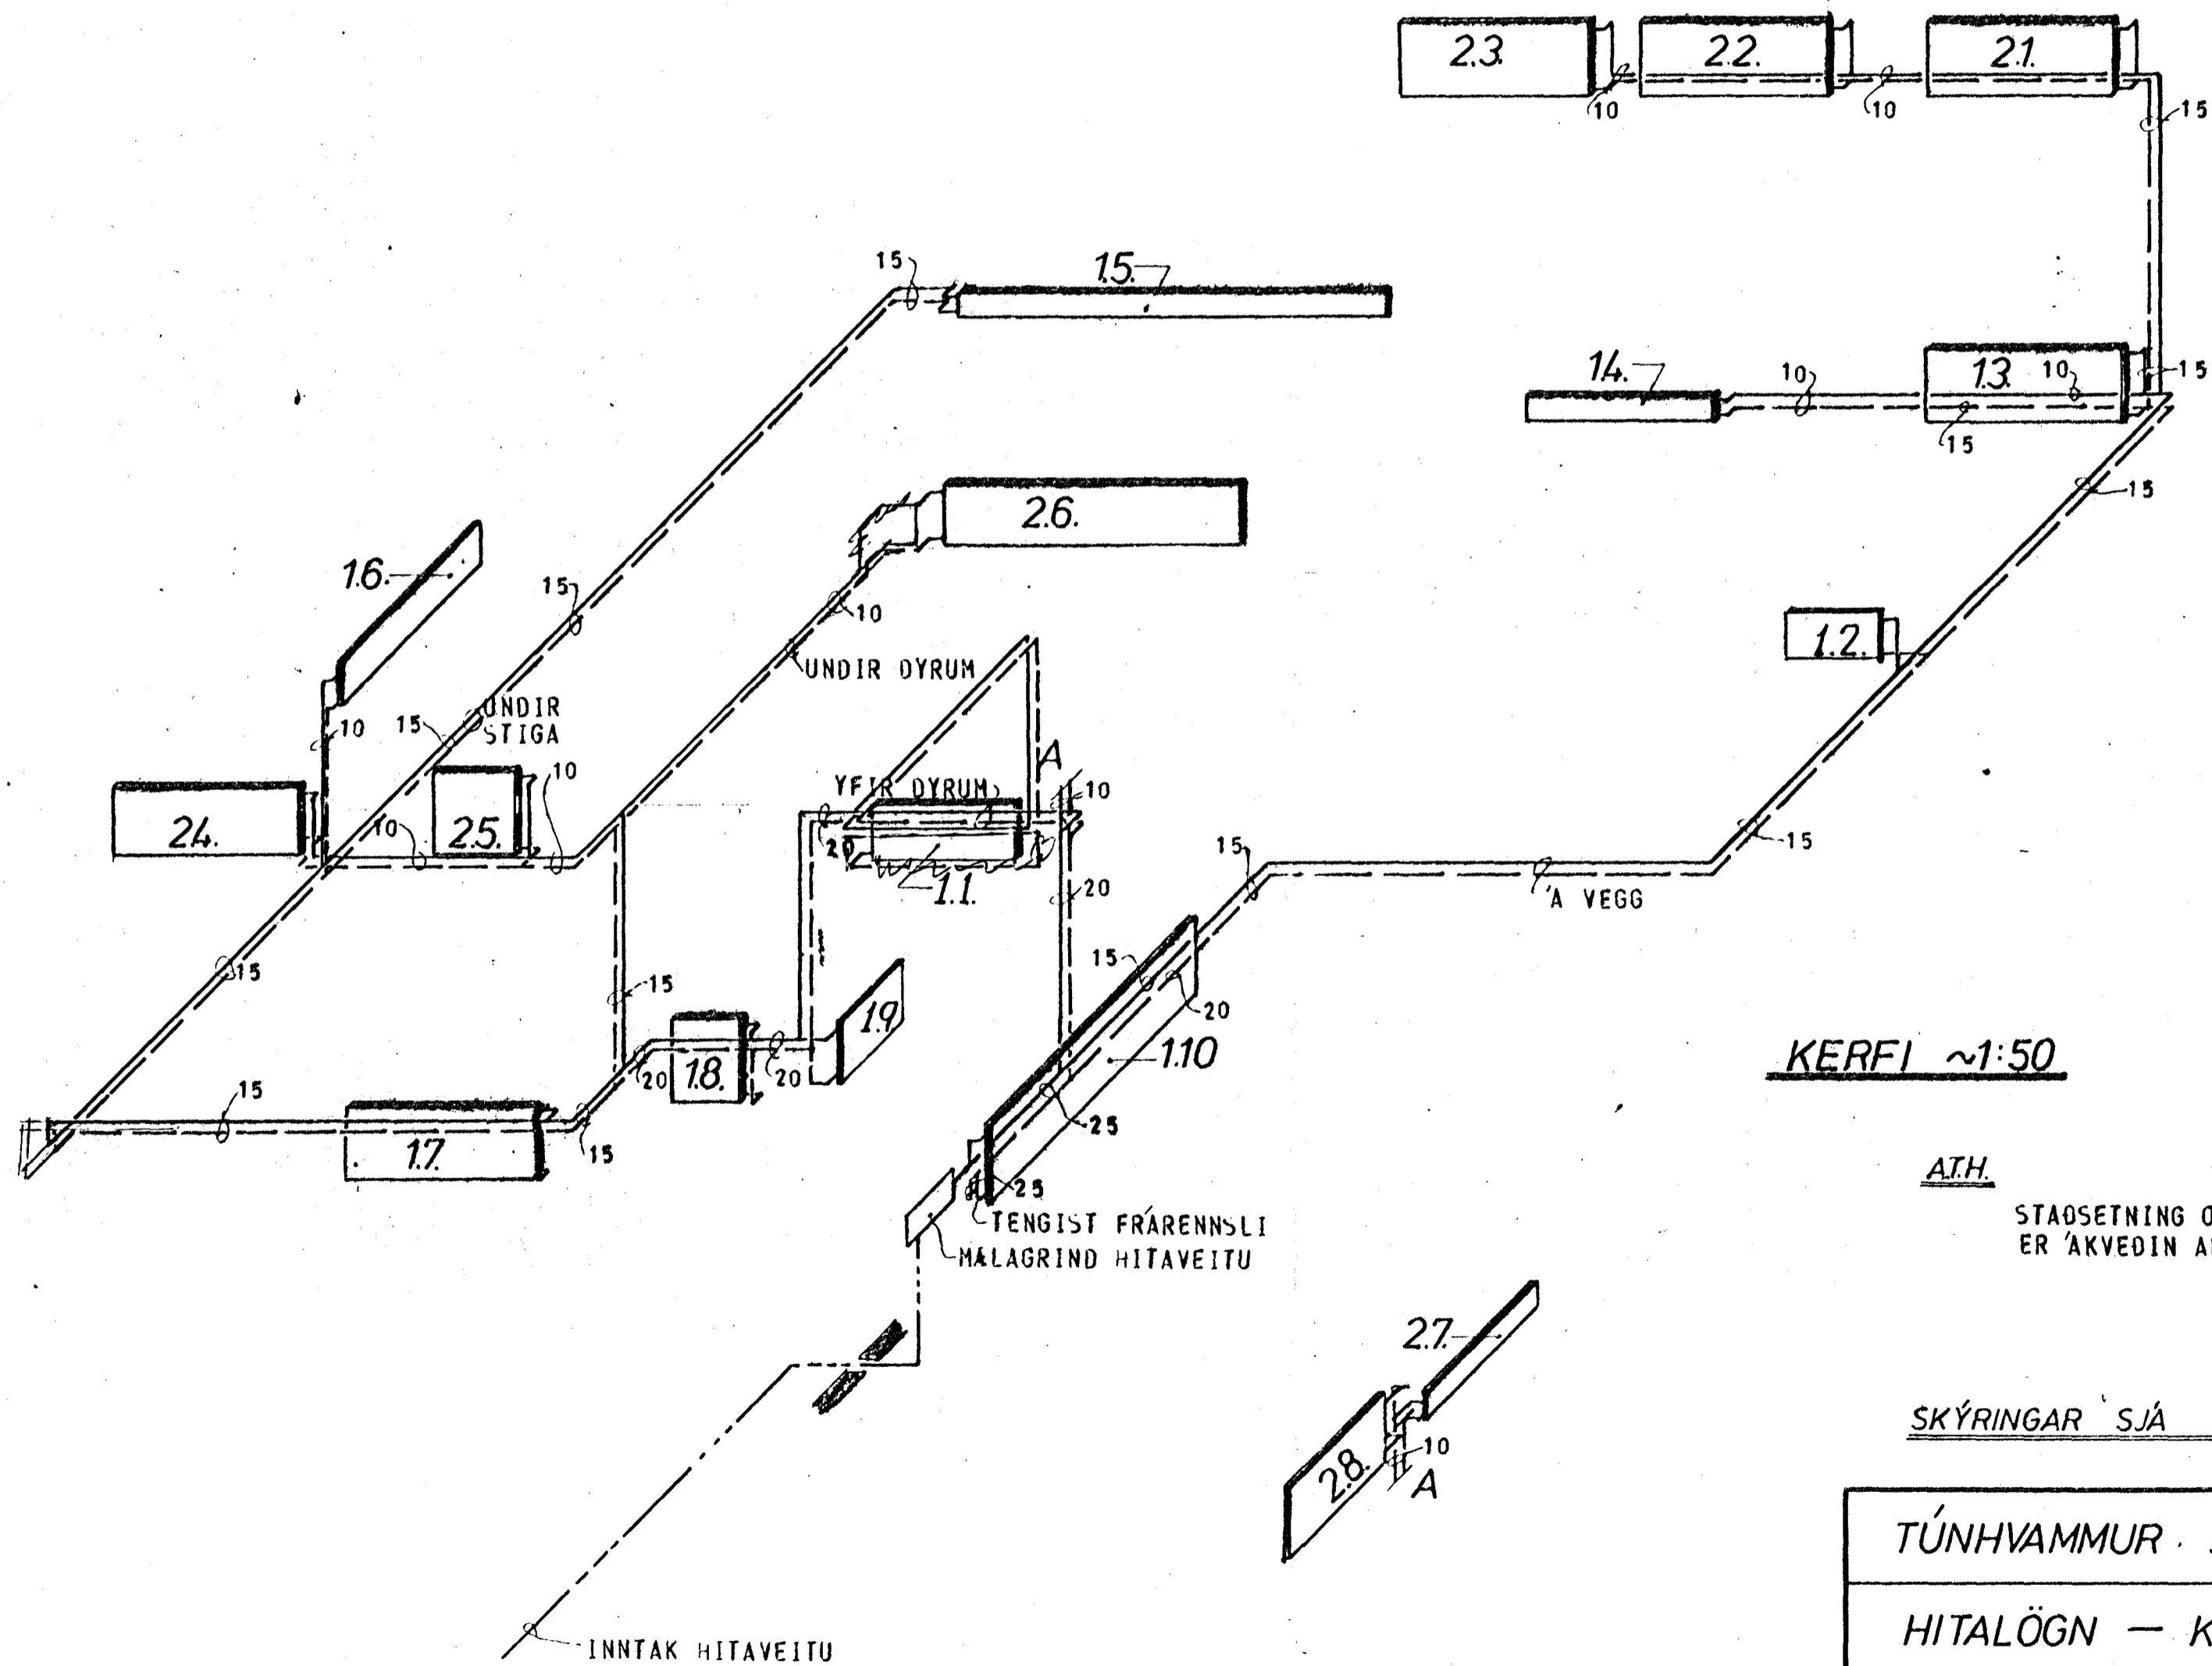 2.3.
2.2.
2.1.
10
10
15
15
1.5.
1.4.
10
1.3.
10
15
15
15
2.6.
1.6.
15
10
UNDIR DYRUM
1.2.
UNDIR
STIGA
15
10
A
YFIR DYRUM
10
10
2.4.
10
2.5.
20
1.1.
20
15
15
'A VEGG
15
15
15
20
1.9
1.8.
20
20
1.10
KERFI ~1:50
15
25
1.7.
15
25
A.T.H.
TENGIST FRÁRENNSLI
MÆLAGRIND HITAVEITU
STAÐSETNING
ER 'AKVEÐIN
2.7.
SKÝRINGAR SJÁ
10
2.8.
A
TÚNHVAMMUR
HITALÖGN — K
INNTAK HITAVEITU